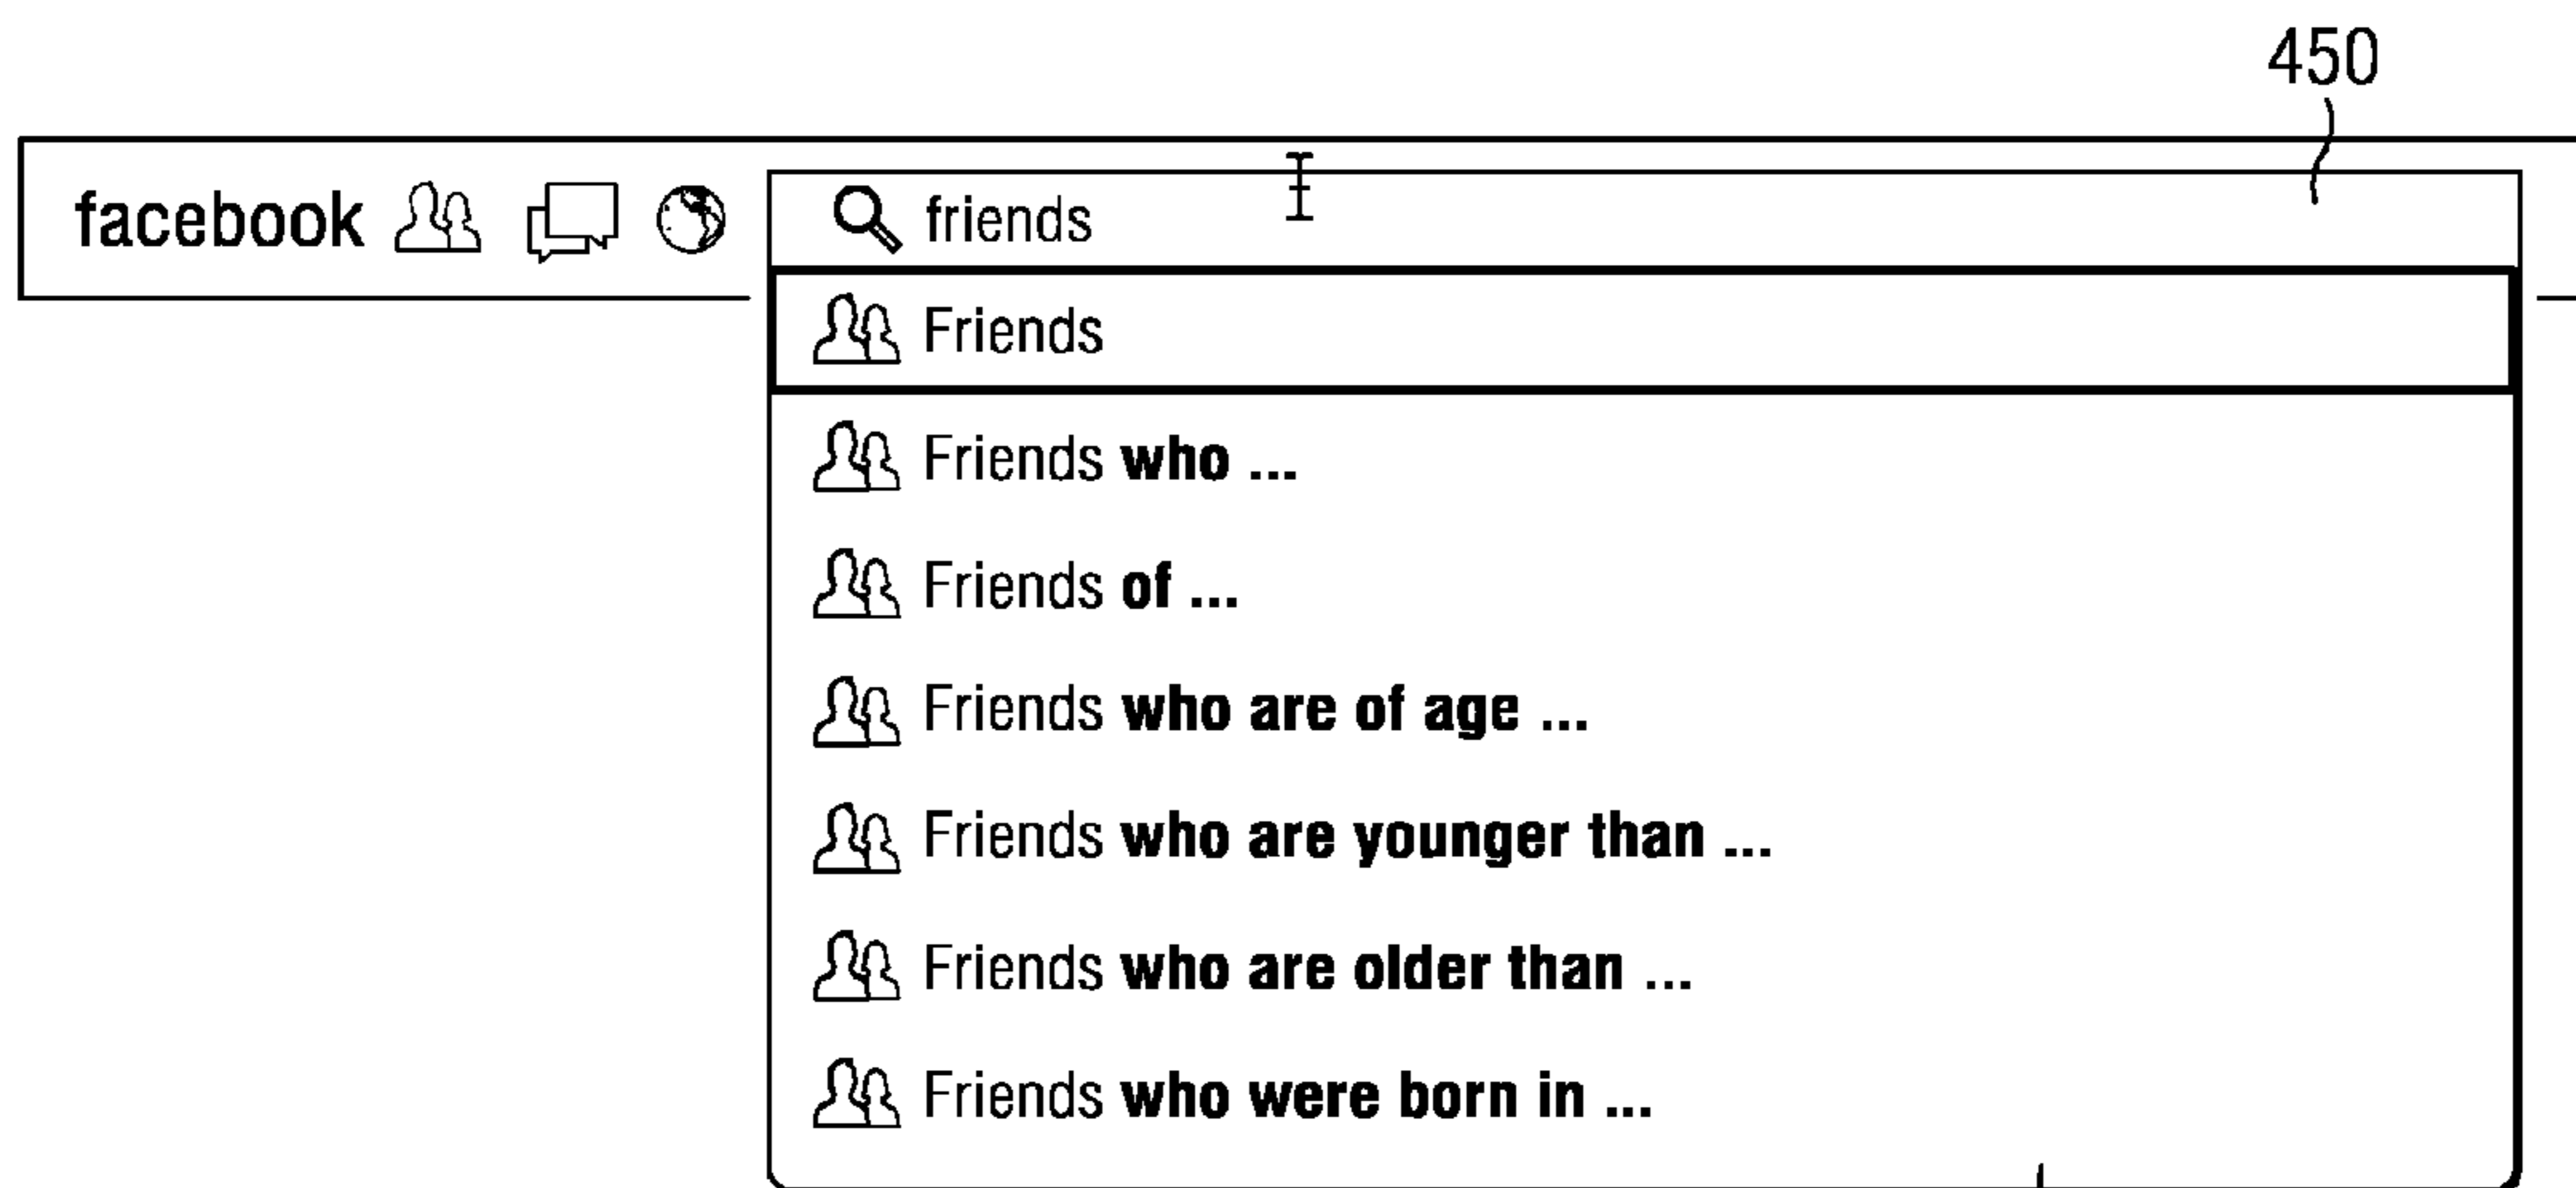 450
facebook friends
Friends
Friends who ...
Friends of ...
Friends who are of age ...
Friends who are younger than ...
Friends who are older than ...
Friends who were born in ...